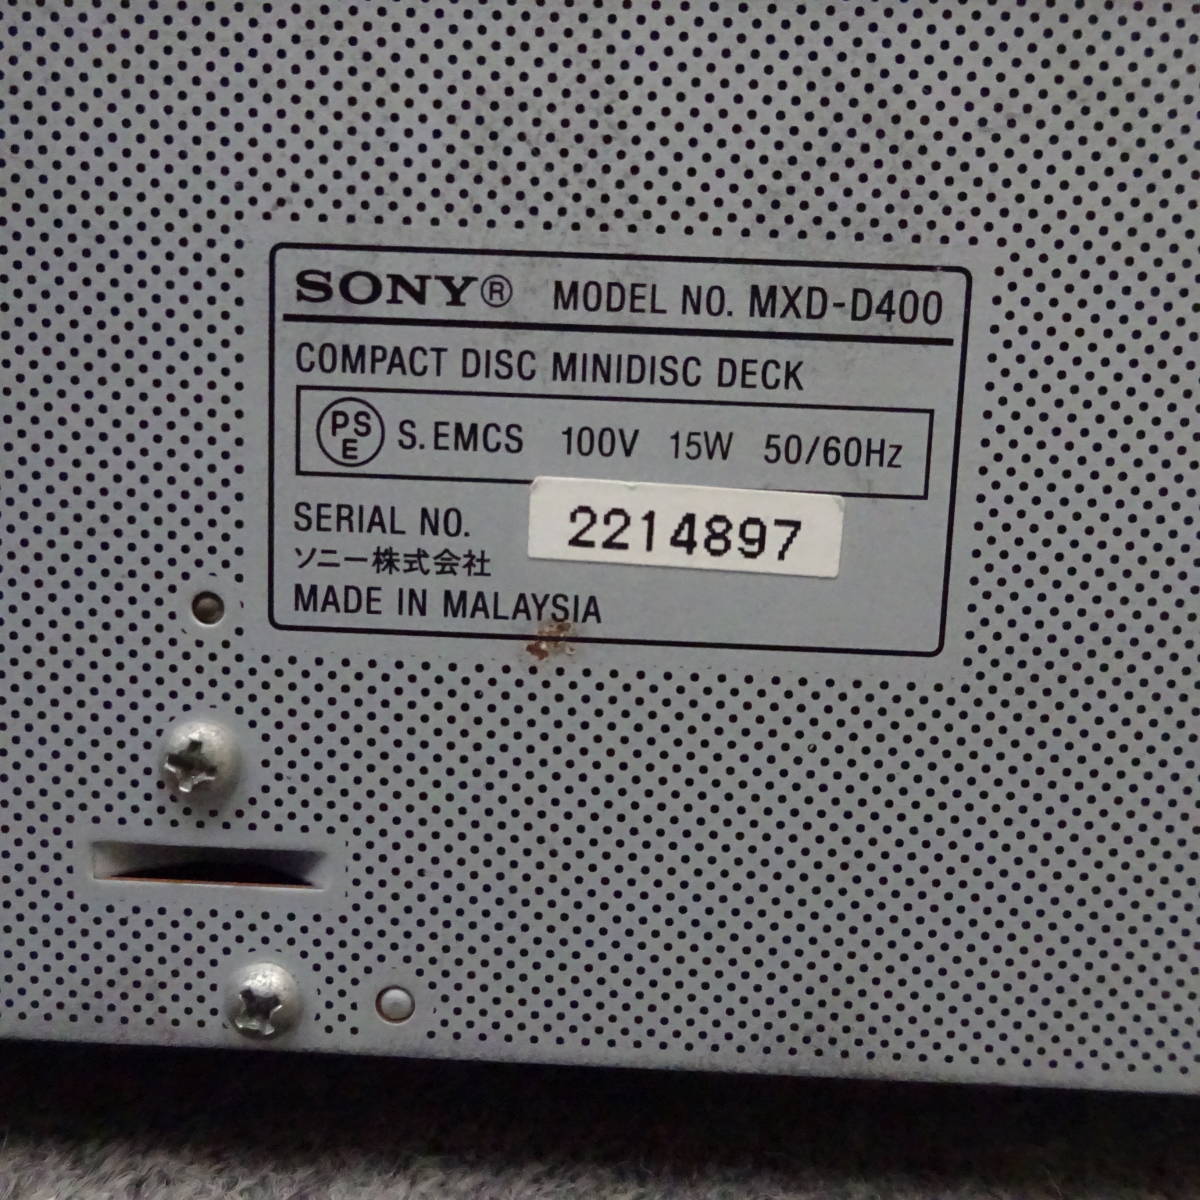 SONY® MODEL NO. MXD-D400
COMPACT DISC MINIDISC DECK
PSE S.EMCS 100V 15W 50/60Hz
SERIAL NO. 2214897
ソニー株式会社
MADE IN MALAYSIA